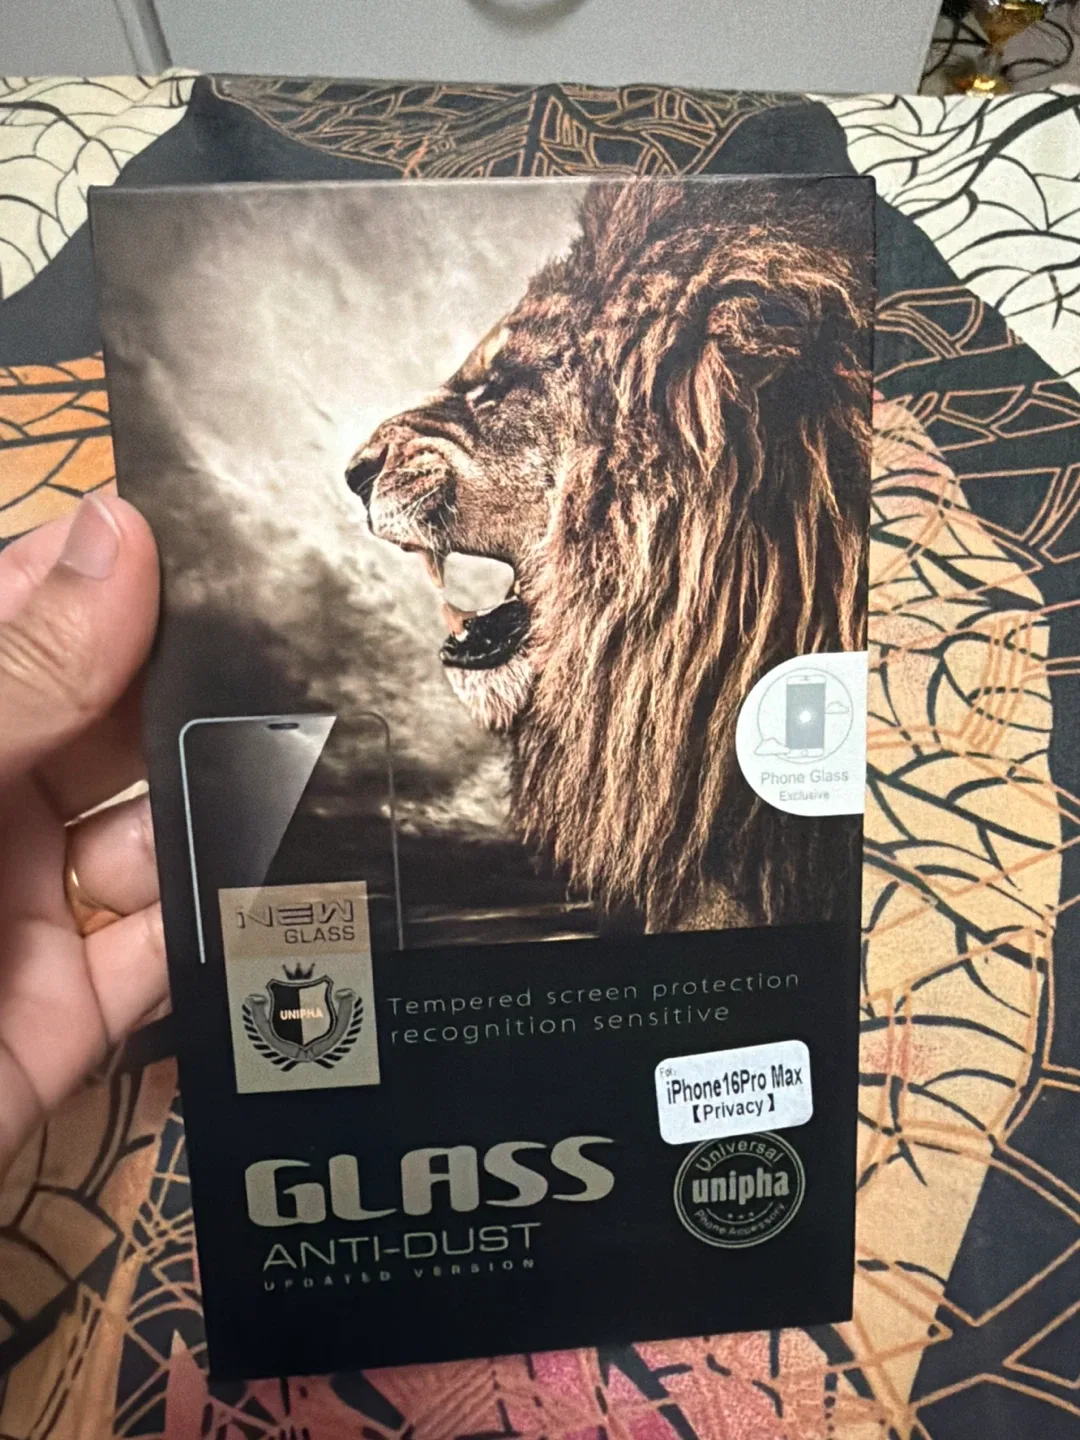 Phone Glass
Exclusive
NEW
GLASS
UNIPHA
Tempered screen protection
recognition sensitive
For:
iPhone16Pro Max
【Privacy】
GLASS
ANTI-DUST
UPDATED VERSION
Universal
unipha
Phone Accessory